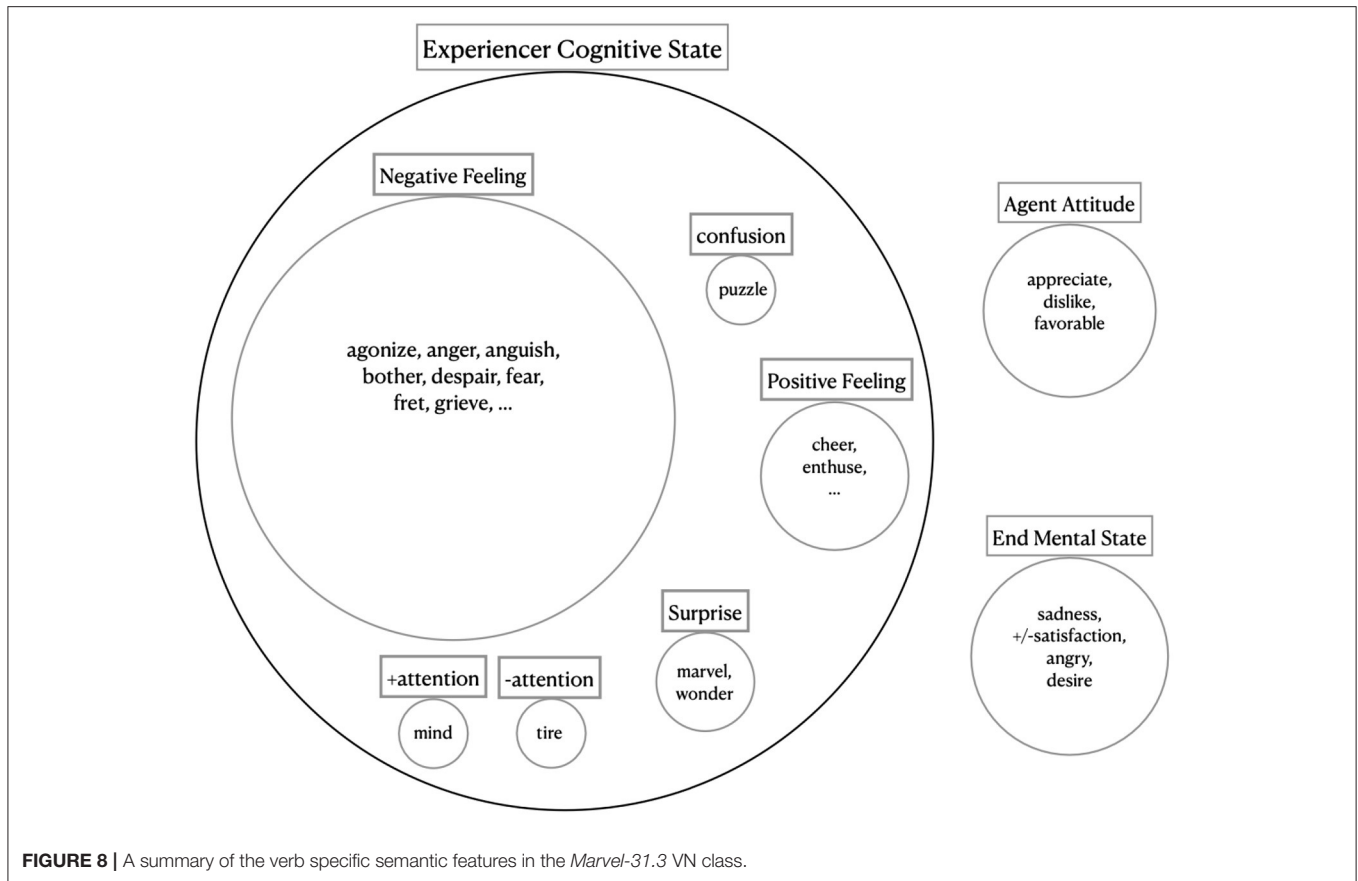 Experiencer Cognitive State
Negative Feeling
agonize, anger, anguish,
bother, despair, fear,
fret, grieve, ...
confusion
puzzle
Positive Feeling
cheer,
enthuse,
...
Surprise
marvel,
wonder
+attention
mind
-attention
tire
Agent Attitude
appreciate,
dislike,
favorable
End Mental State
sadness,
+/-satisfaction,
angry,
desire
FIGURE 8 | A summary of the verb specific semantic features in the Marvel-31.3 VN class.